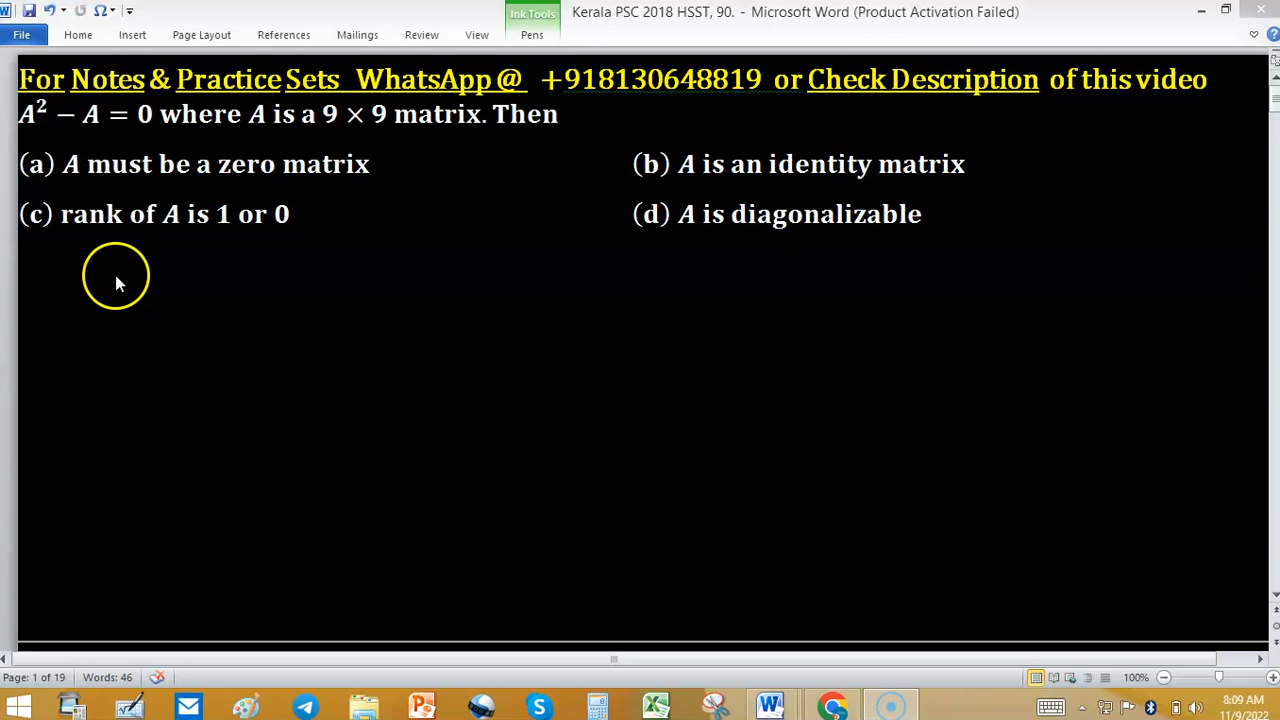 Ink Tools
Kerala PSC 2018 HSST, 90. - Microsoft Word (Product Activation Failed)
File Home Insert Page Layout References Mailings Review View Pens
For Notes & Practice Sets WhatsApp @ +918130648819 or Check Description of this video
A² − A = 0 where A is a 9 × 9 matrix. Then
(a) A must be a zero matrix (b) A is an identity matrix
(c) rank of A is 1 or 0 (d) A is diagonalizable
Page: 1 of 19 Words: 46 100%
8:09 AM
11/9/2022